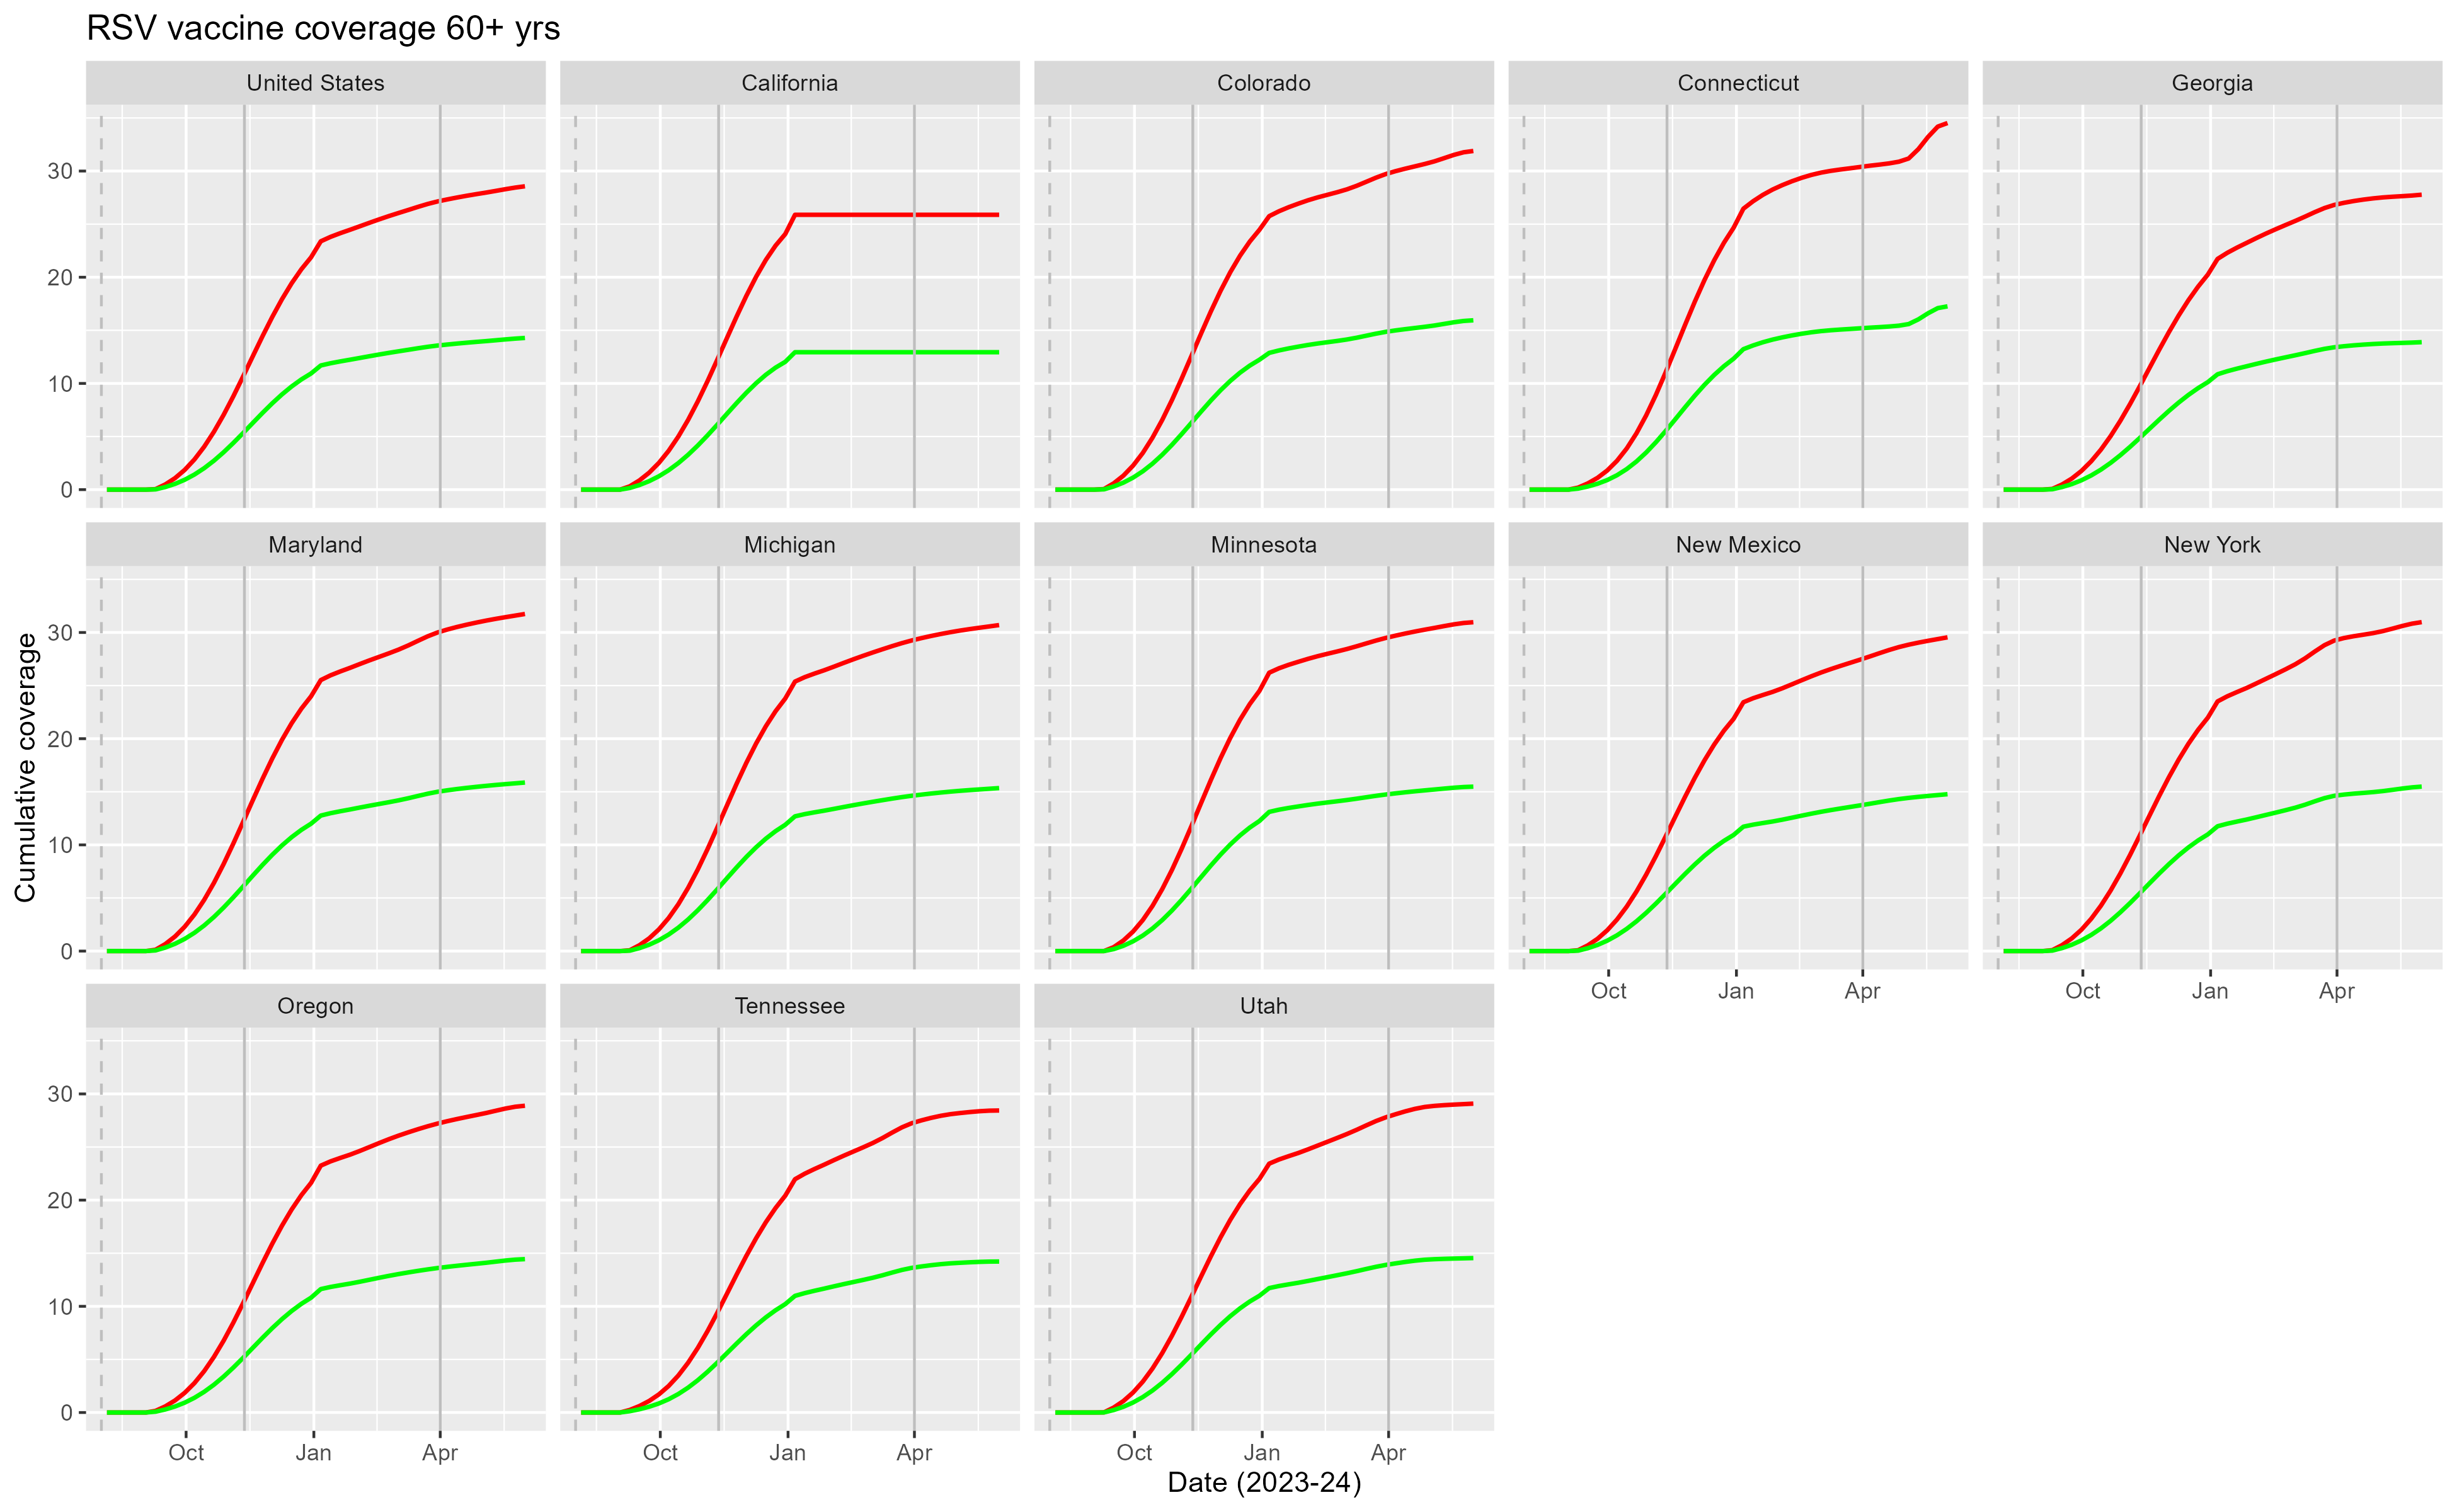 RSV vaccine coverage 60+ yrs
United States
California
Colorado
Connecticut
Georgia
30
20
10
0
Maryland
Michigan
Minnesota
New Mexico
New York
30
20
10
0
Oct Jan Apr
Oct Jan Apr
Oregon
Tennessee
Utah
30
20
10
0
Oct Jan Apr
Oct Jan Apr
Oct Jan Apr
Cumulative coverage
Date (2023-24)